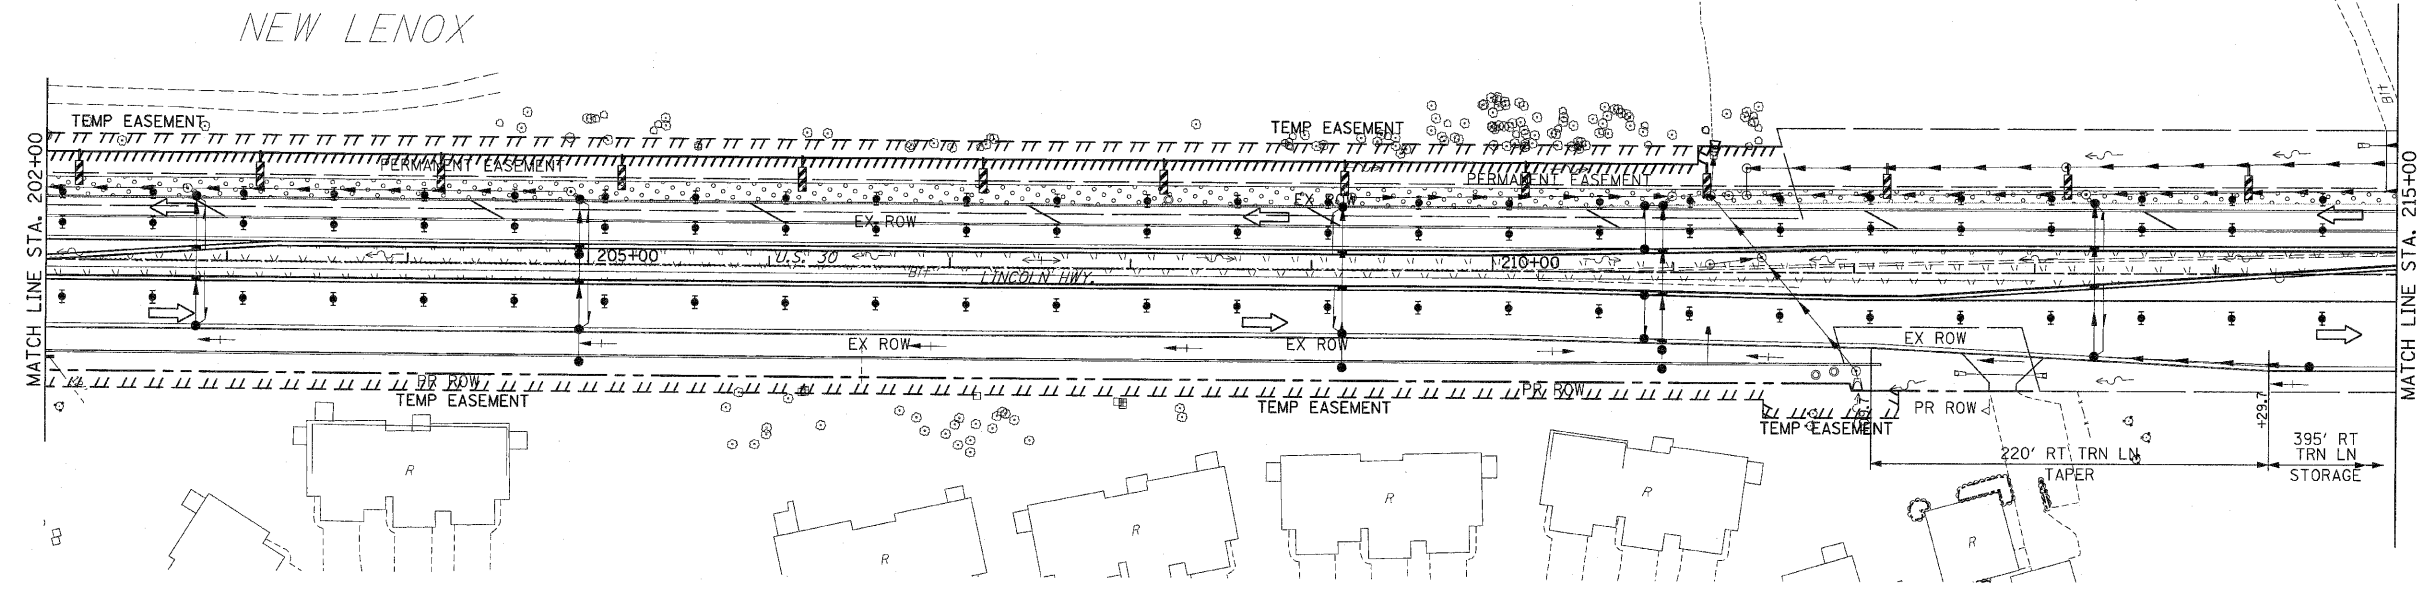 NEW LENOX
TEMP EASEMENT
TEMP EASEMENT
PERMANENT EASEMENT
PERMANENT EASEMENT
MATCH LINE STA. 202+00
MATCH LINE STA. 215+00
EX ROW
EX ROW
205+00
U.S. 30
BIT
LINCOLN HWY.
210+00
EX ROW
EX ROW
EX ROW
PR ROW
TEMP EASEMENT
TEMP EASEMENT
PR ROW
TEMP EASEMENT
PR ROW
+29.7
220' RT TRN LN
TAPER
395' RT
TRN LN
STORAGE
Bit
R
R
R
R
R
R